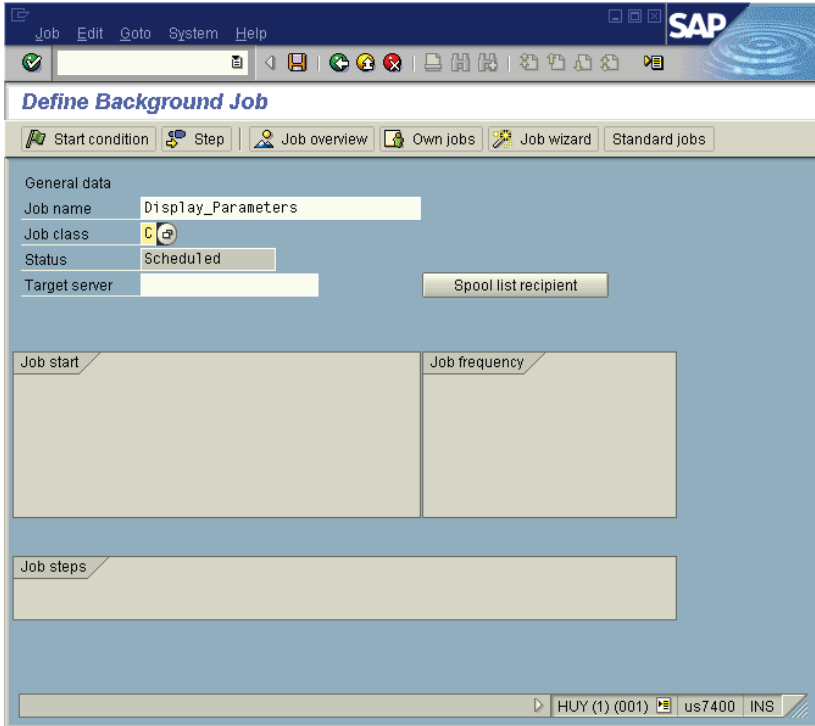 SAP
Job Edit Goto System Help
Define Background Job
Start condition Step Job overview Own jobs Job wizard Standard jobs
General data
Job name Display_Parameters
Job class C
Status Scheduled
Target server Spool list recipient
Job start Job frequency
Job steps
HUY (1) (001) us7400 INS